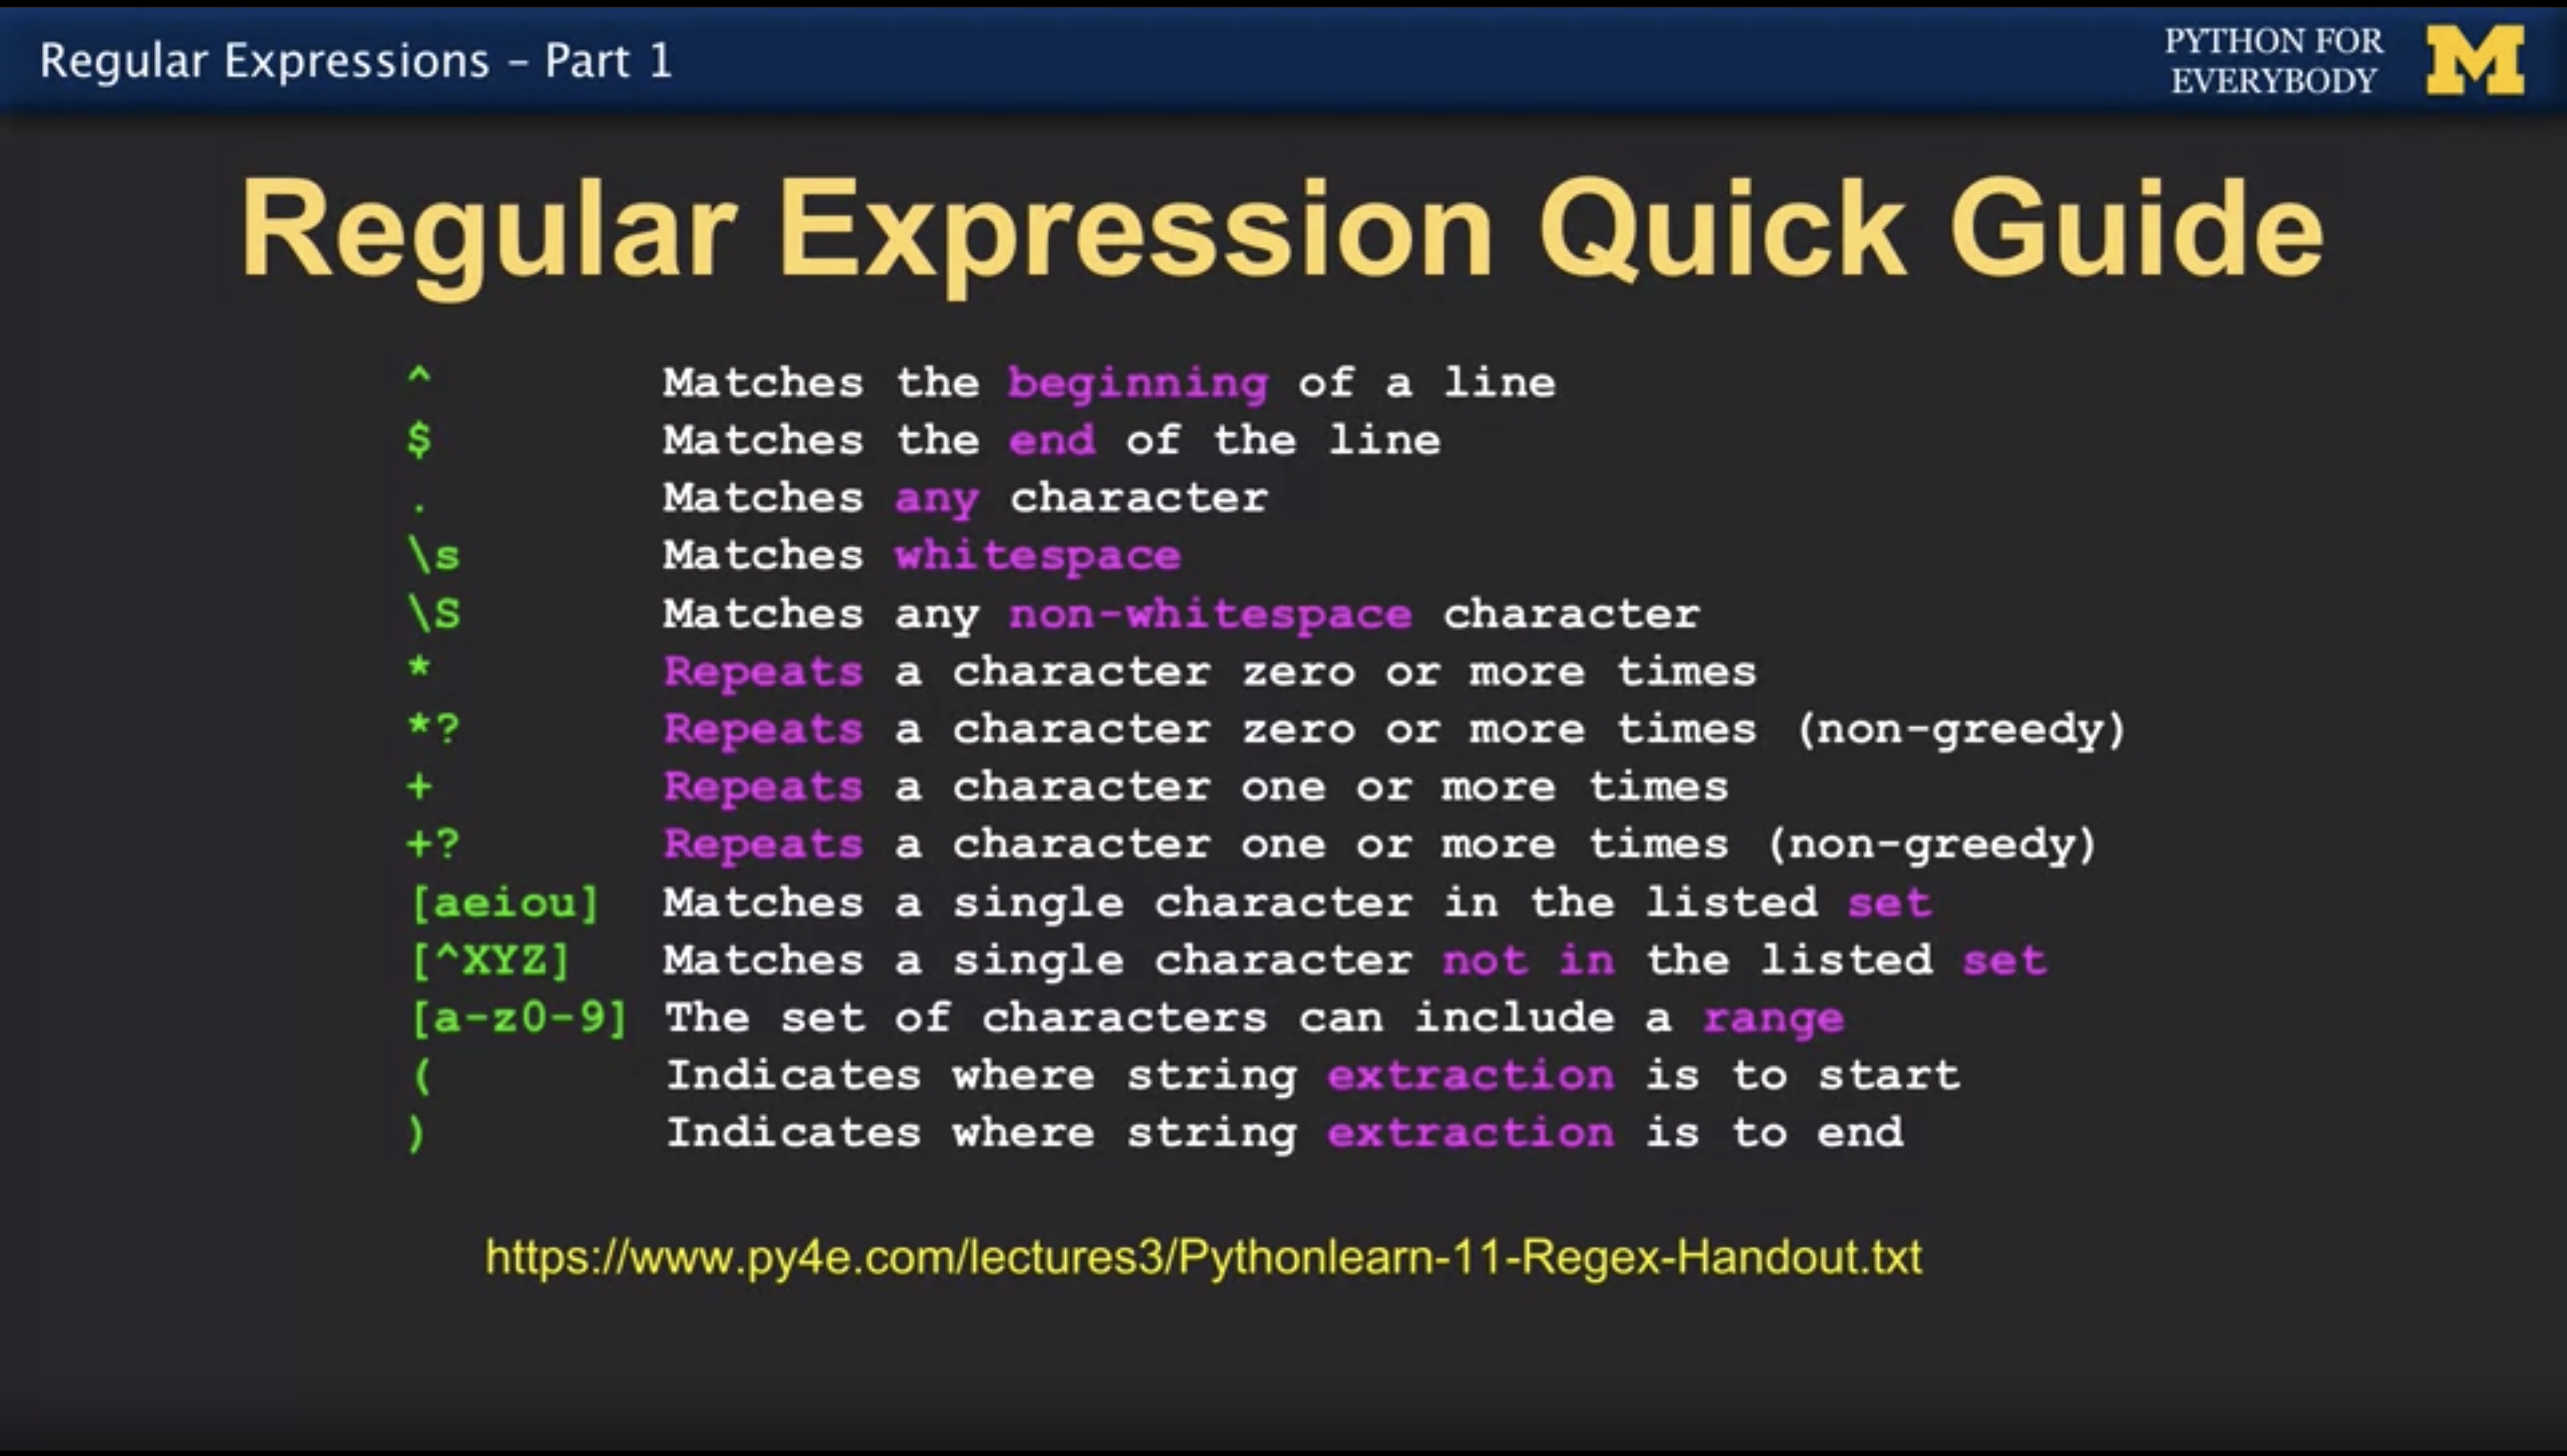 Regular Expressions – Part 1
PYTHON FOR
EVERYBODY
M
Regular Expression Quick Guide
^ Matches the beginning of a line
$ Matches the end of the line
. Matches any character
\s Matches whitespace
\S Matches any non-whitespace character
* Repeats a character zero or more times
*? Repeats a character zero or more times (non-greedy)
+ Repeats a character one or more times
+? Repeats a character one or more times (non-greedy)
[aeiou] Matches a single character in the listed set
[^XYZ] Matches a single character not in the listed set
[a-z0-9] The set of characters can include a range
( Indicates where string extraction is to start
) Indicates where string extraction is to end
https://www.py4e.com/lectures3/Pythonlearn-11-Regex-Handout.txt